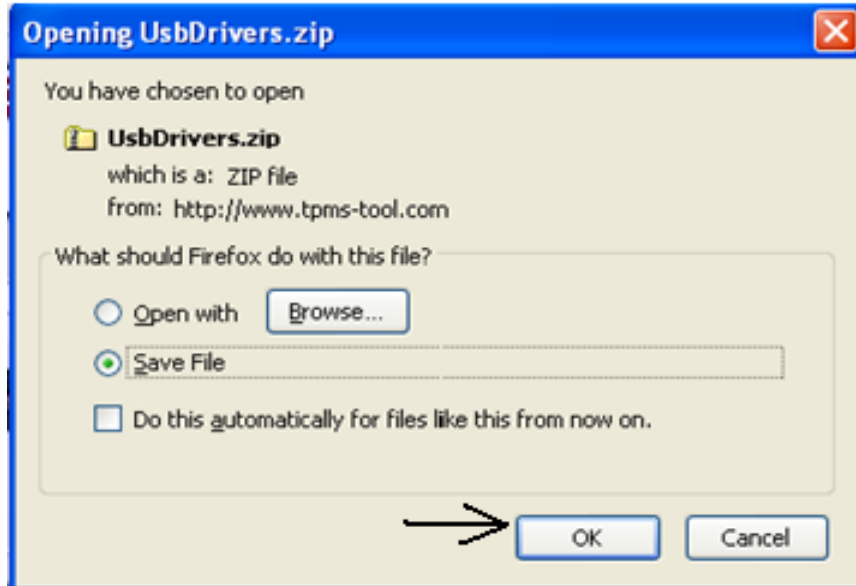 Opening UsbDrivers.zip
You have chosen to open
UsbDrivers.zip
which is a: ZIP file
from: http://www.tpms-tool.com
What should Firefox do with this file?
Open with Browse...
Save File
Do this automatically for files like this from now on.
OK Cancel